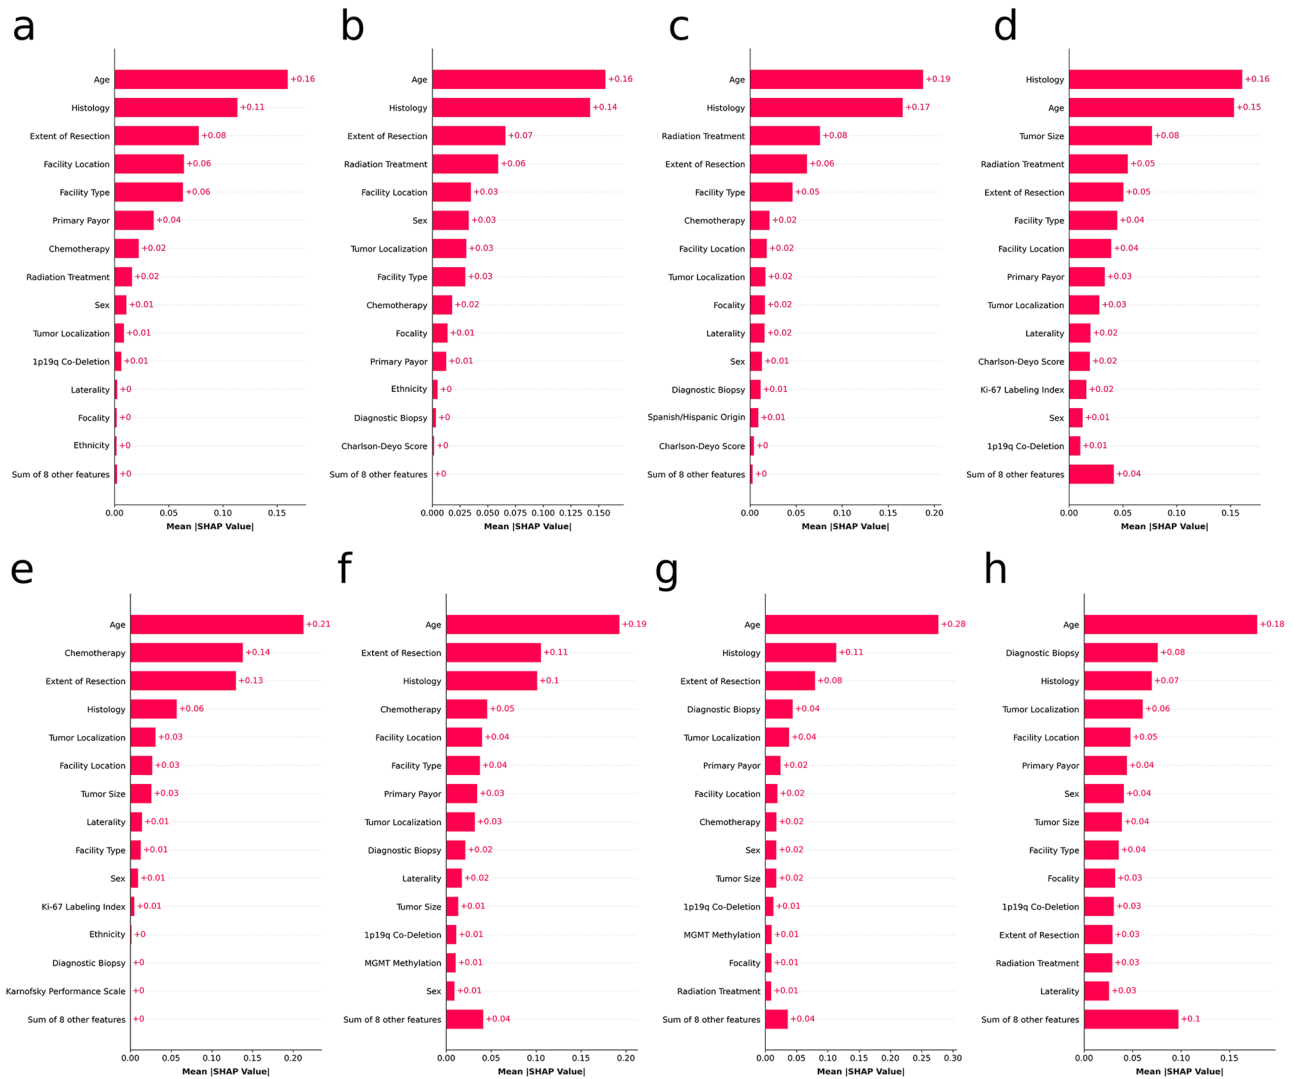 a
Age +0.16
Histology +0.11
Extent of Resection +0.08
Facility Location +0.06
Facility Type +0.06
Primary Payor +0.04
Chemotherapy +0.02
Radiation Treatment +0.02
Sex +0.01
Tumor Localization +0.01
1p19q Co-Deletion +0.01
Laterality +0
Focality +0
Ethnicity +0
Sum of 8 other features +0
0.00 0.05 0.10 0.15
Mean |SHAP Value|
b
Age +0.16
Histology +0.14
Extent of Resection +0.07
Radiation Treatment +0.06
Facility Location +0.03
Sex +0.03
Tumor Localization +0.03
Facility Type +0.03
Chemotherapy +0.02
Focality +0.01
Primary Payor +0.01
Ethnicity +0
Diagnostic Biopsy +0
Charlson-Deyo Score +0
Sum of 8 other features +0
0.000 0.025 0.050 0.075 0.100 0.125 0.150
Mean |SHAP Value|
c
Age +0.19
Histology +0.17
Radiation Treatment +0.08
Extent of Resection +0.06
Facility Type +0.05
Chemotherapy +0.02
Facility Location +0.02
Tumor Localization +0.02
Focality +0.02
Laterality +0.02
Sex +0.01
Diagnostic Biopsy +0.01
Spanish/Hispanic Origin +0.01
Charlson-Deyo Score +0
Sum of 8 other features +0
0.00 0.05 0.10 0.15 0.20
Mean |SHAP Value|
d
Histology +0.16
Age +0.15
Tumor Size +0.08
Radiation Treatment +0.05
Extent of Resection +0.05
Facility Type +0.04
Facility Location +0.04
Primary Payor +0.03
Tumor Localization +0.03
Laterality +0.02
Charlson-Deyo Score +0.02
Ki-67 Labeling Index +0.02
Sex +0.01
1p19q Co-Deletion +0.01
Sum of 8 other features +0.04
0.00 0.05 0.10 0.15
Mean |SHAP Value|
e
Age +0.21
Chemotherapy +0.14
Extent of Resection +0.13
Histology +0.06
Tumor Localization +0.03
Facility Location +0.03
Tumor Size +0.03
Laterality +0.01
Facility Type +0.01
Sex +0.01
Ki-67 Labeling Index +0.01
Ethnicity +0
Diagnostic Biopsy +0
Karnofsky Performance Scale +0
Sum of 8 other features +0
0.00 0.05 0.10 0.15 0.20
Mean |SHAP Value|
f
Age +0.19
Extent of Resection +0.11
Histology +0.1
Chemotherapy +0.05
Facility Location +0.04
Facility Type +0.04
Primary Payor +0.03
Tumor Localization +0.03
Diagnostic Biopsy +0.02
Laterality +0.02
Tumor Size +0.01
1p19q Co-Deletion +0.01
MGMT Methylation +0.01
Sex +0.01
Sum of 8 other features +0.04
0.00 0.05 0.10 0.15 0.20
Mean |SHAP Value|
g
Age +0.28
Histology +0.11
Extent of Resection +0.08
Diagnostic Biopsy +0.04
Tumor Localization +0.04
Primary Payor +0.02
Facility Location +0.02
Chemotherapy +0.02
Sex +0.02
Tumor Size +0.02
1p19q Co-Deletion +0.01
MGMT Methylation +0.01
Focality +0.01
Radiation Treatment +0.01
Sum of 8 other features +0.04
0.00 0.05 0.10 0.15 0.20 0.25 0.30
Mean |SHAP Value|
h
Age +0.18
Diagnostic Biopsy +0.08
Histology +0.07
Tumor Localization +0.06
Facility Location +0.05
Primary Payor +0.04
Sex +0.04
Tumor Size +0.04
Facility Type +0.04
Focality +0.03
1p19q Co-Deletion +0.03
Extent of Resection +0.03
Radiation Treatment +0.03
Laterality +0.03
Sum of 8 other features +0.1
0.00 0.05 0.10 0.15
Mean |SHAP Value|